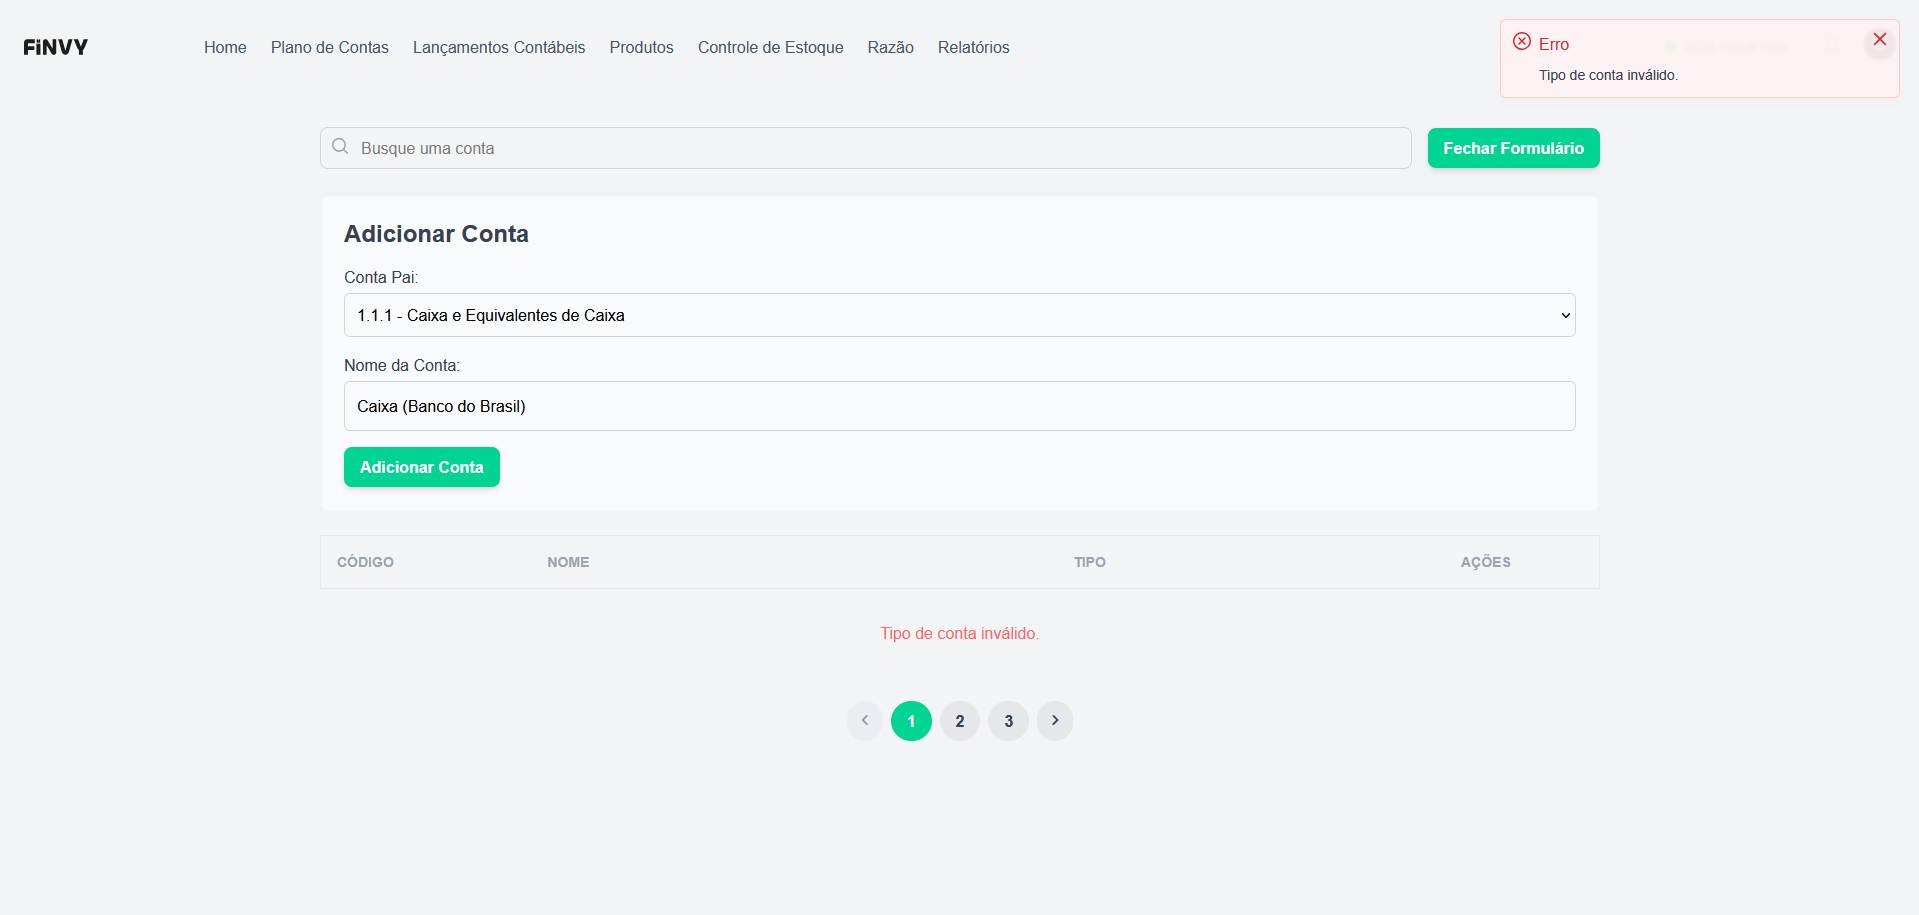 FiNVY
Home
Plano de Contas
Lançamentos Contábeis
Produtos
Controle de Estoque
Razão
Relatórios
Erro
Tipo de conta inválido.
Busque uma conta
Fechar Formulário
Adicionar Conta
Conta Pai:
1.1.1 - Caixa e Equivalentes de Caixa
Nome da Conta:
Caixa (Banco do Brasil)
Adicionar Conta
CÓDIGO
NOME
TIPO
AÇÕES
Tipo de conta inválido.
1
2
3